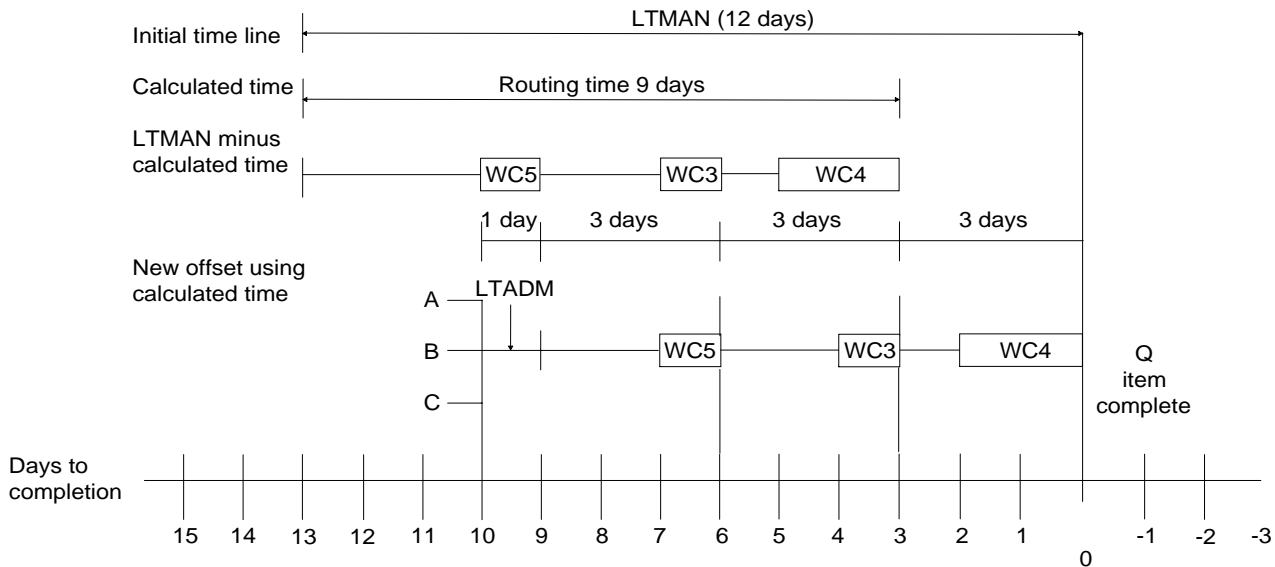 LTMAN (12 days)
Initial time line
Calculated time
Routing time 9 days
LTMAN minus
calculated time
WC5
WC3
WC4
1 day
3 days
3 days
3 days
New offset using
calculated time
LTADM
A
B
WC5
WC3
WC4
C
Q
item
complete
Days to
completion
15 14 13 12 11 10 9 8 7 6 5 4 3 2 1 0 -1 -2 -3